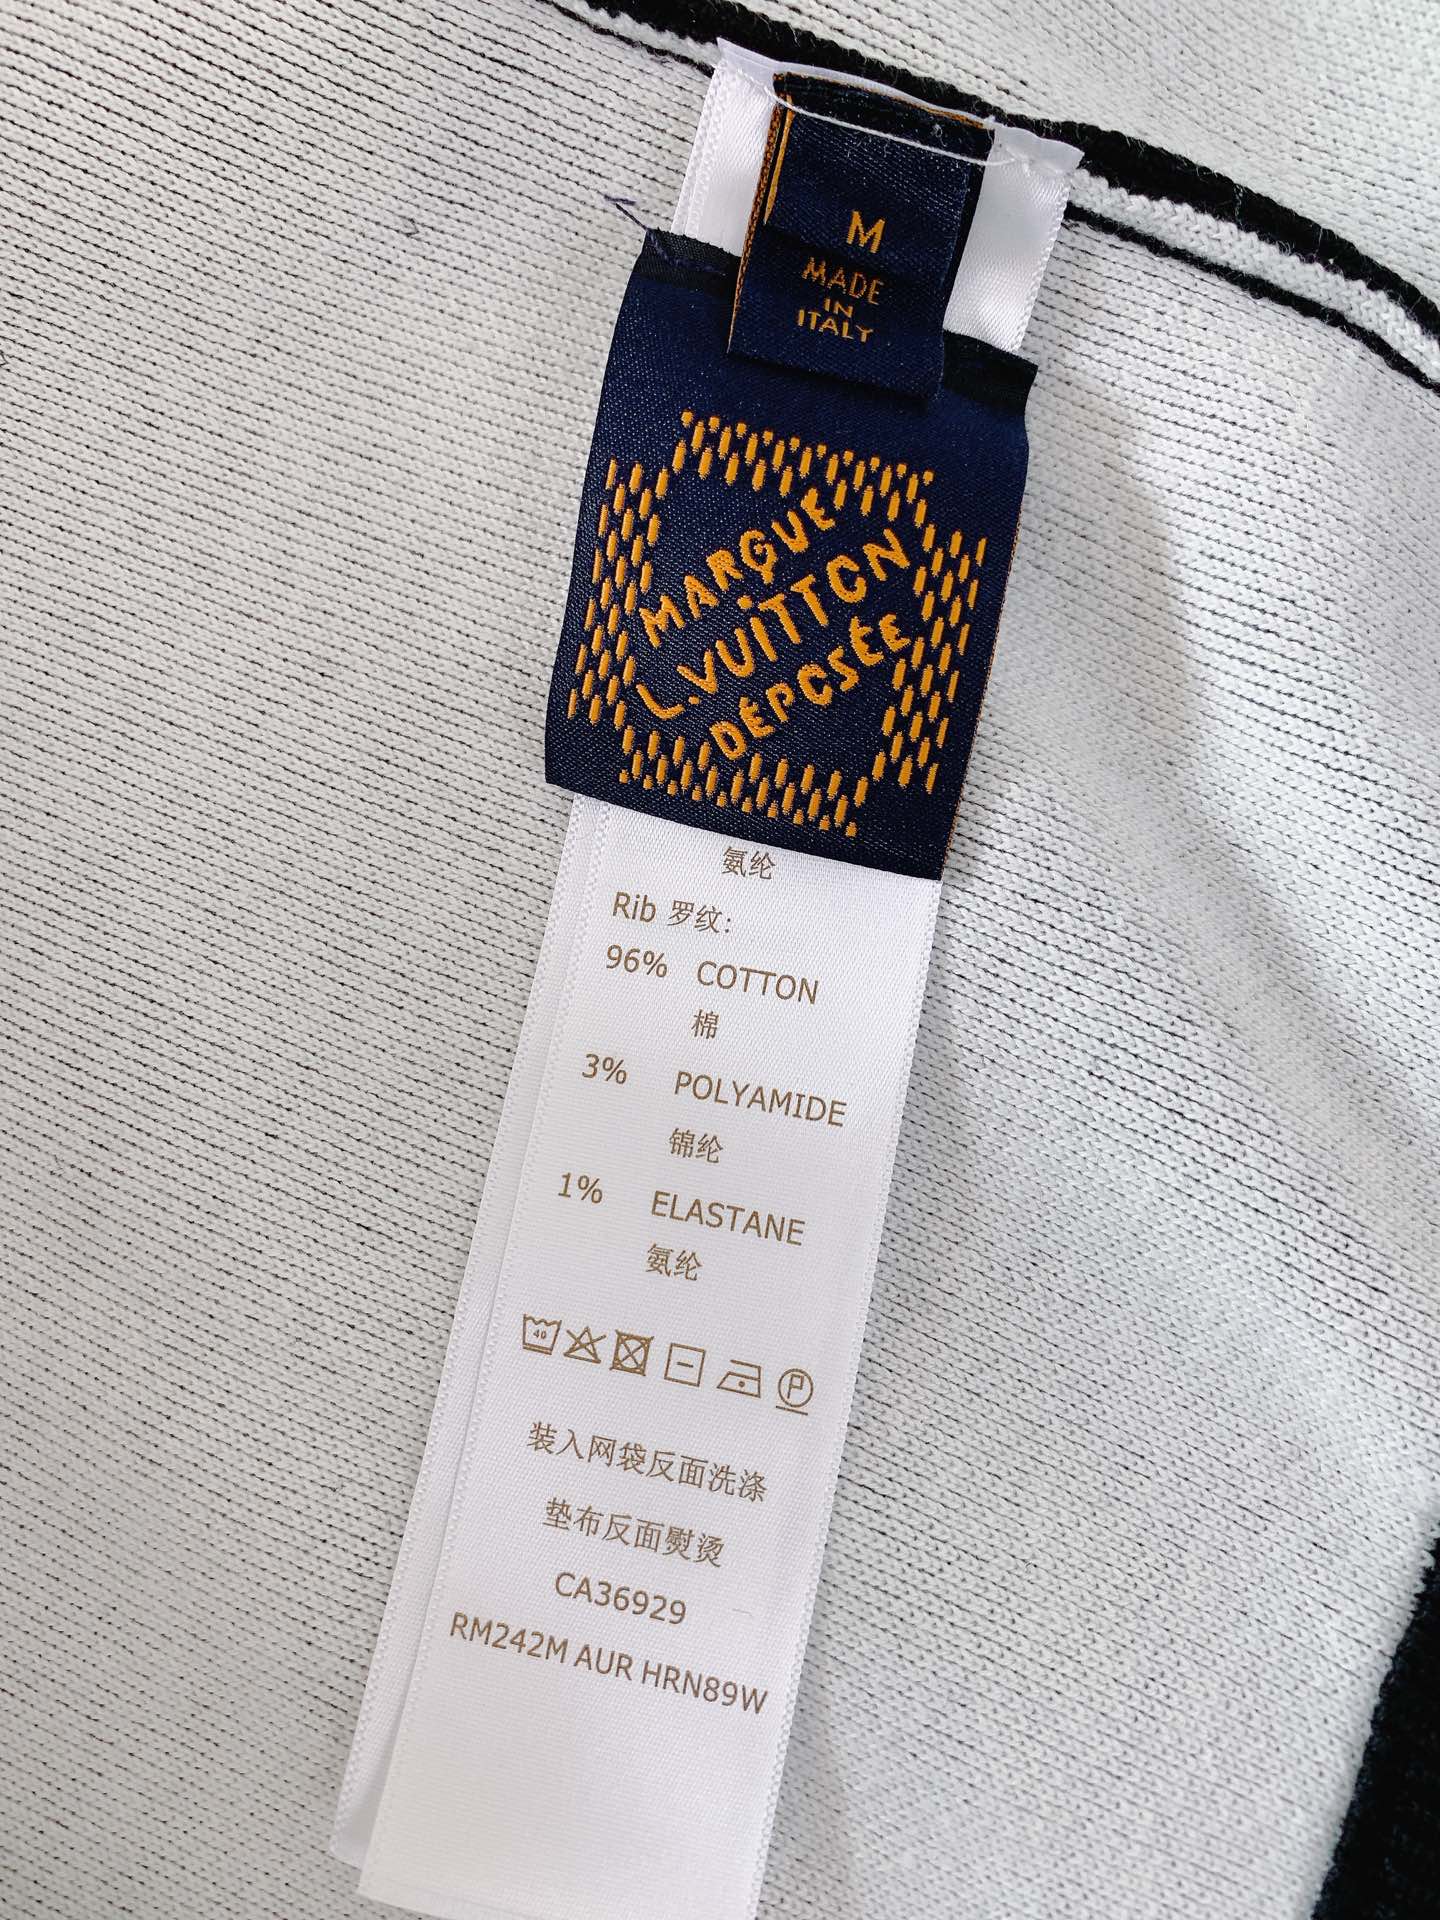 M
MADE
IN
ITALY
MARQUE
L.VUITTON
DÉPOSÉE
氨纶
Rib 罗纹:
96% COTTON
棉
3% POLYAMIDE
锦纶
1% ELASTANE
氨纶
40
P
装入网袋反面洗涤
垫布反面熨烫
CA36929
RM242M AUR HRN89W